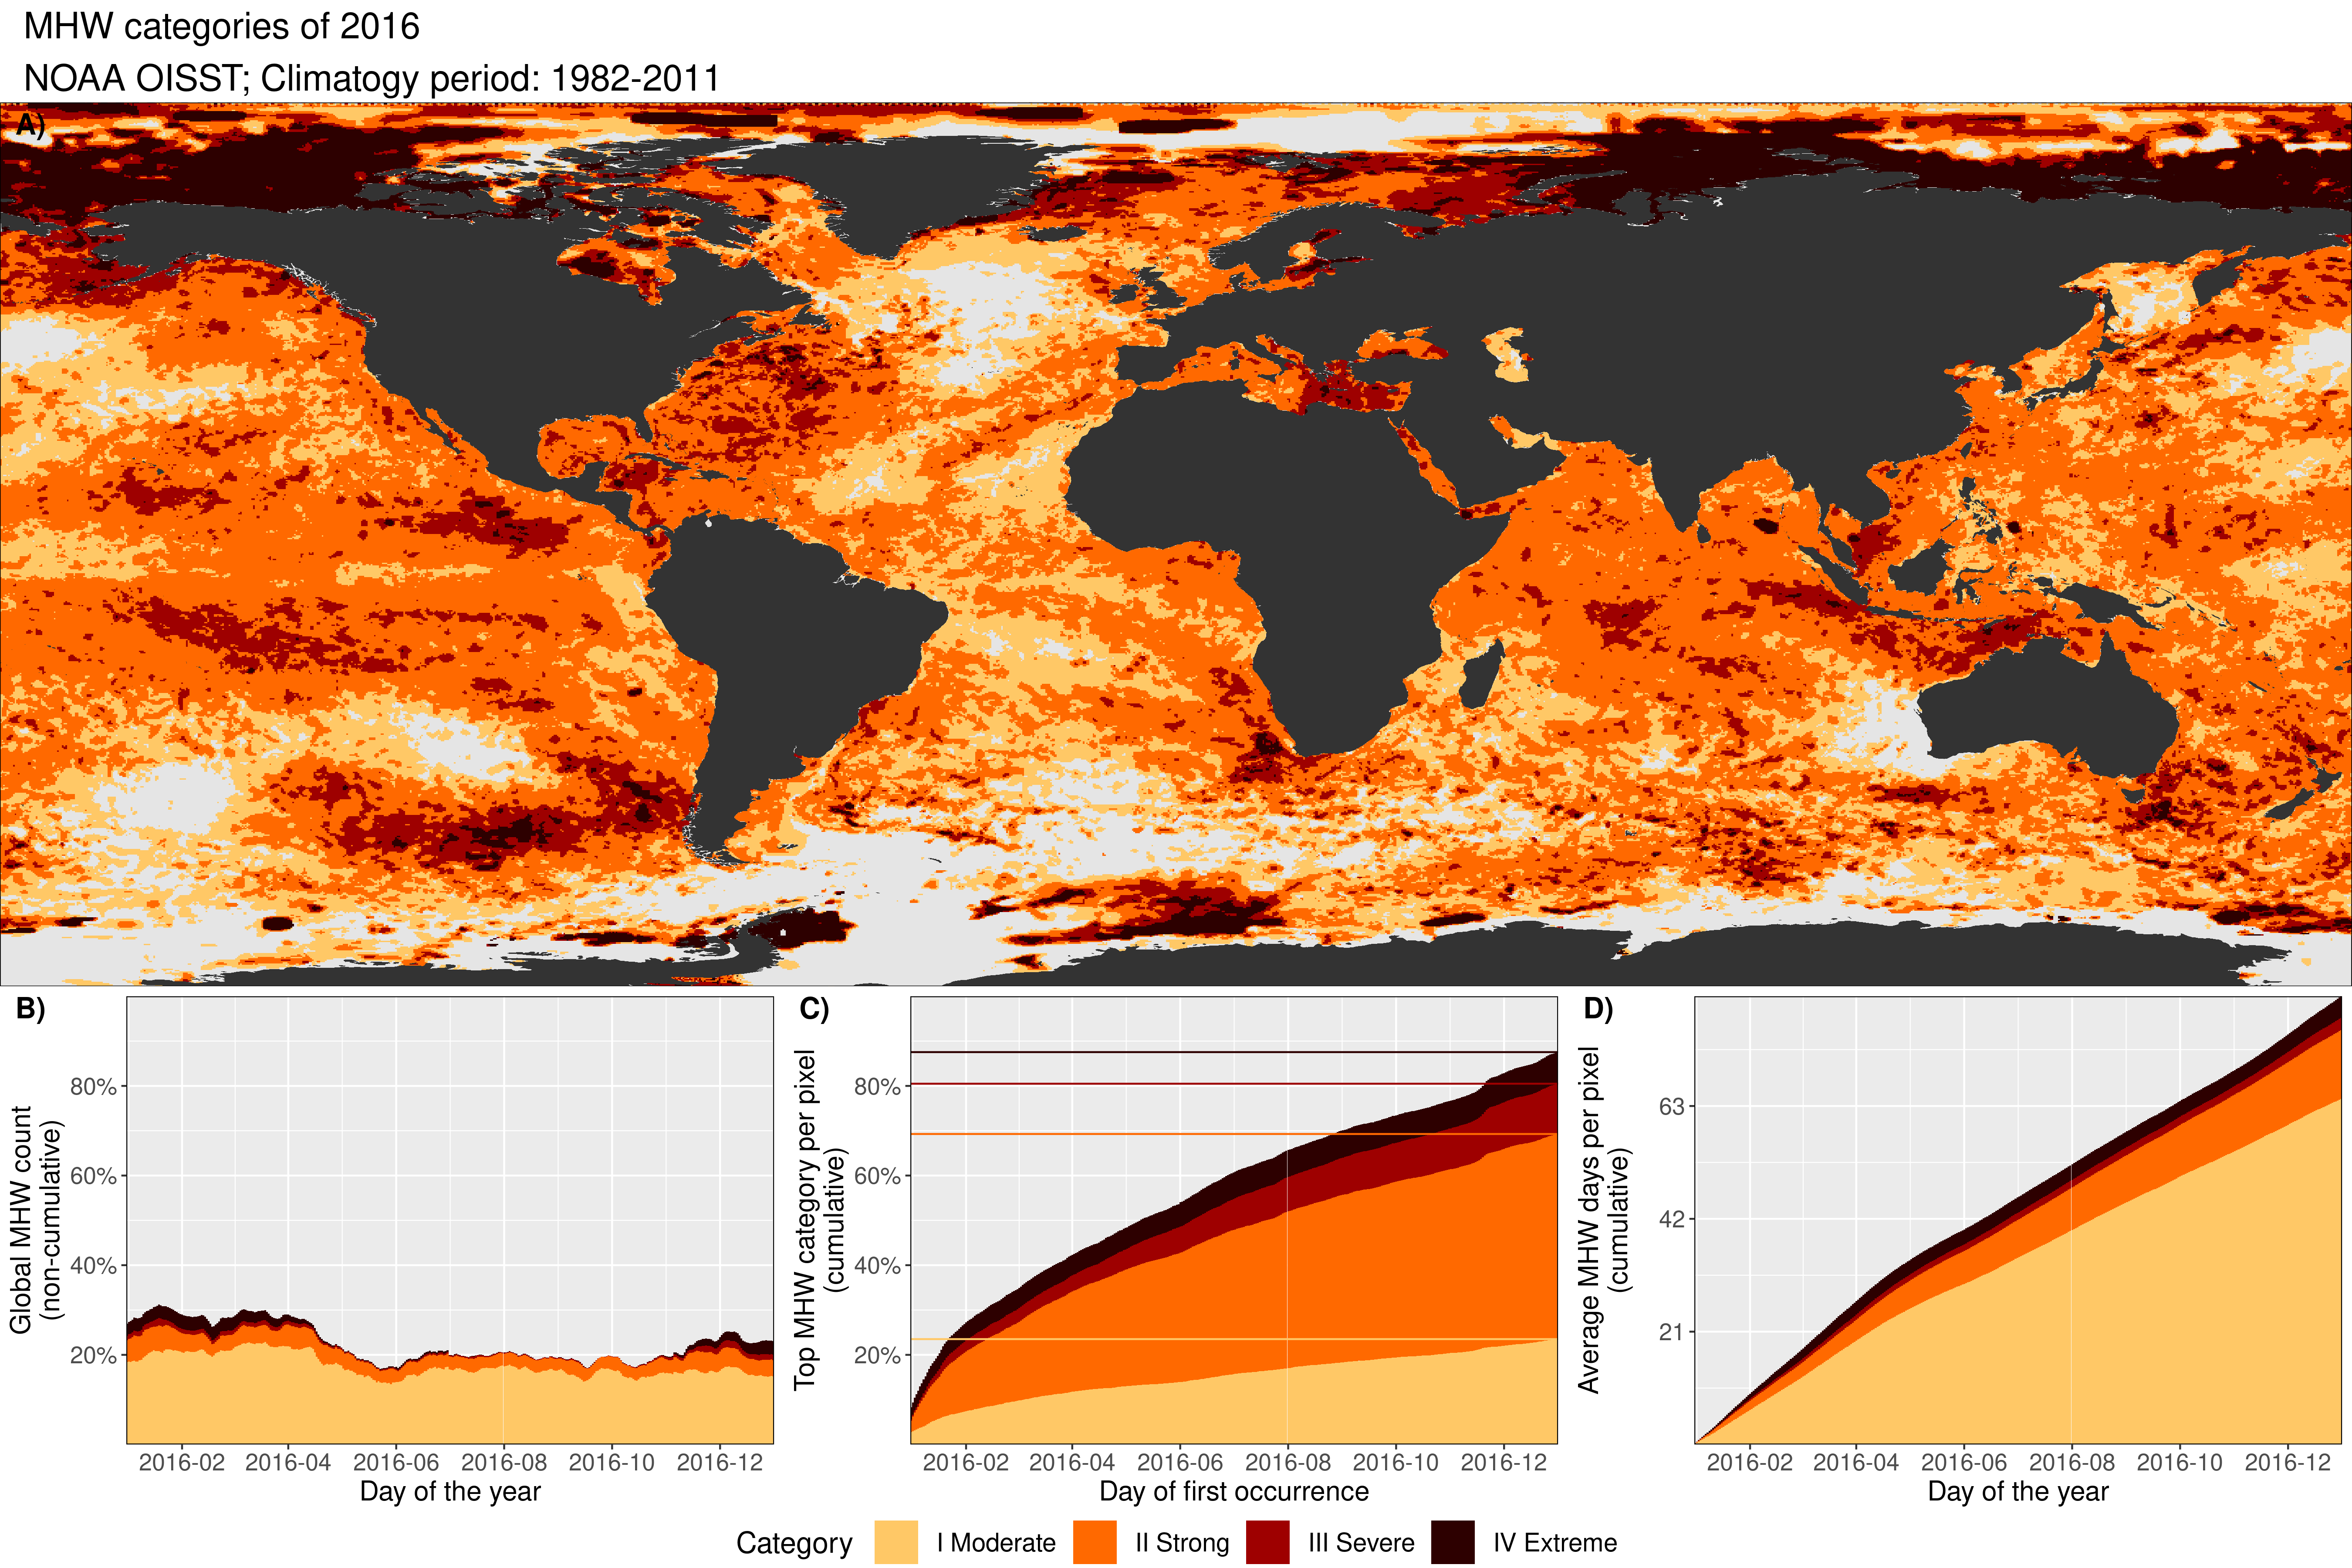 MHW categories of 2016
NOAA OISST; Climatogy period: 1982-2011
A)
B)
Global MHW count
(non-cumulative)
80%
60%
40%
20%
2016-02 2016-04 2016-06 2016-08 2016-10 2016-12
Day of the year
C)
Top MHW category per pixel
(cumulative)
80%
60%
40%
20%
2016-02 2016-04 2016-06 2016-08 2016-10 2016-12
Day of first occurrence
D)
Average MHW days per pixel
(cumulative)
63
42
21
2016-02 2016-04 2016-06 2016-08 2016-10 2016-12
Day of the year
Category I Moderate II Strong III Severe IV Extreme